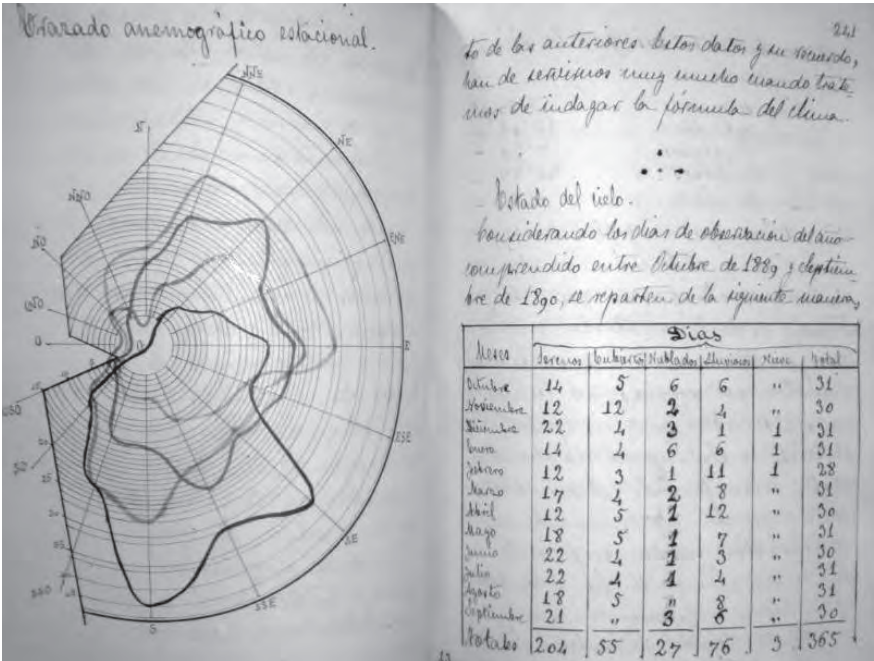 Trazado anemográfico estacional.
NNE
NE
ENE
E
ESE
SE
SSE
S
SSO
SO
OSO
O
ONO
NO
NNO
N
241
to de las anteriores. Estos datos y su recuerdo,
han de servirnos muy mucho cuando trate-
mos de indagar la fórmula del clima.
Estado del cielo.
Considerando los dias de observación del año
comprendido entre Octubre de 1889 y Septiem-
bre de 1890, se reparten de la siguiente manera,
Dias
Meses Serenos Cubiertos Nublados Lluviosos Nieve Total
Octubre 14 5 6 6 „ 31
Noviembre 12 12 2 4 „ 30
Diciembre 22 4 3 1 1 31
Enero 14 4 6 6 1 31
Febrero 12 3 1 11 1 28
Marzo 17 4 2 8 „ 31
Abril 12 5 1 12 „ 30
Mayo 18 5 1 7 „ 31
Junio 22 4 1 3 „ 30
Julio 22 4 1 4 „ 31
Agosto 18 5 „ 8 „ 31
Septiembre 21 „ 3 6 „ 30
Totales 204 55 27 76 3 365